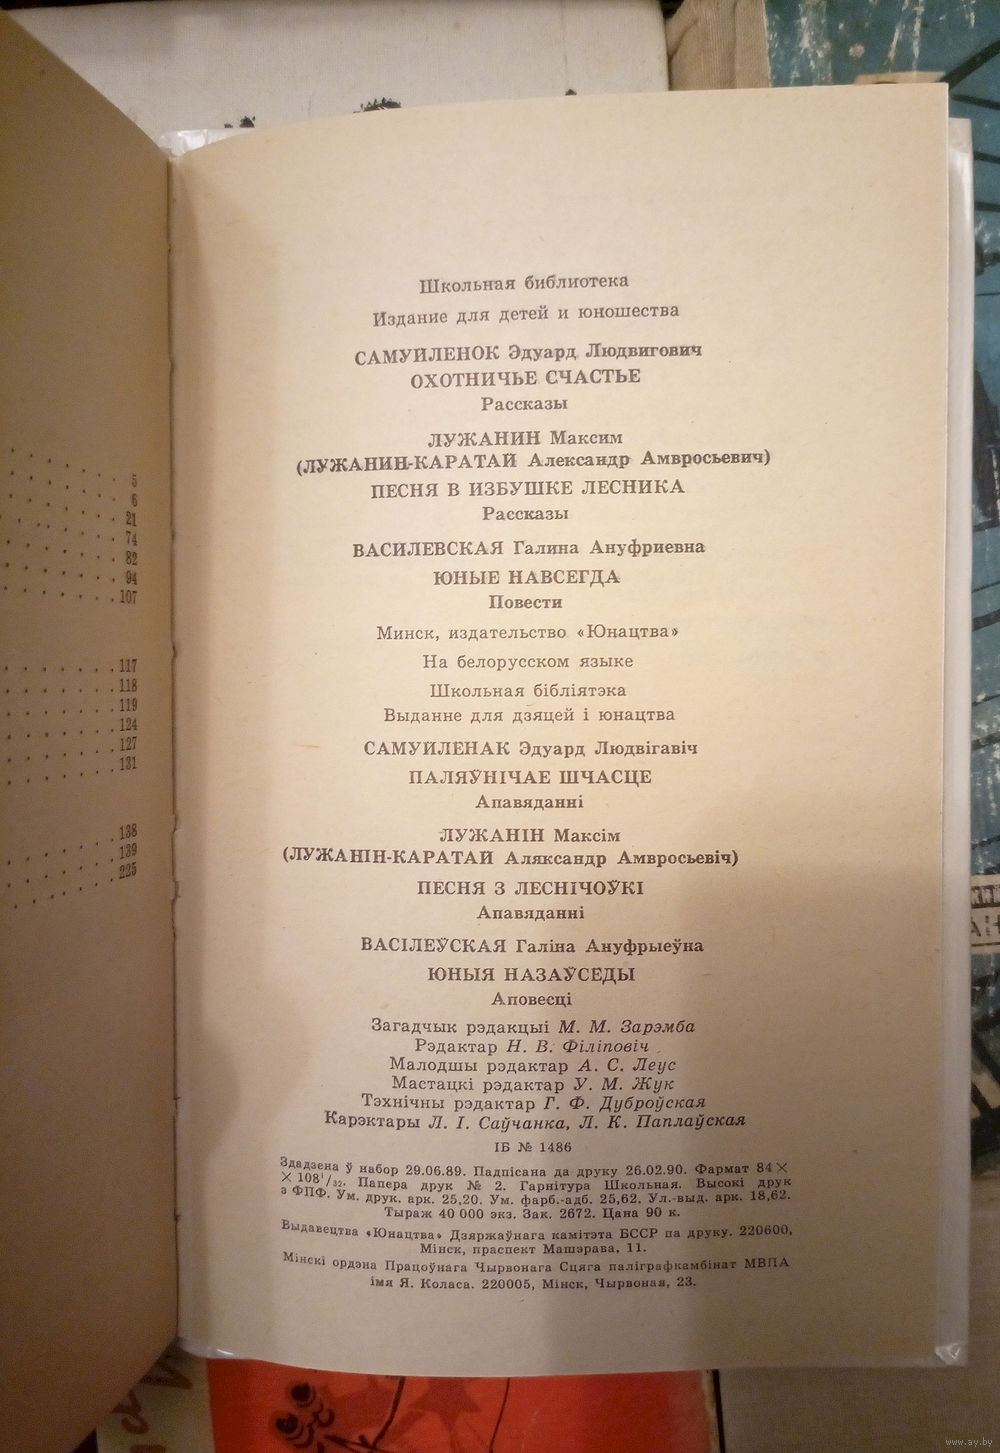 5
6
21
74
82
94
107
117
118
119
124
127
131
138
139
225
Школьная библиотека
Издание для детей и юношества
САМУЙЛЕНОК Эдуард Людвигович
ОХОТНИЧЬЕ СЧАСТЬЕ
Рассказы
ЛУЖАНИН Максим
(ЛУЖАНИН-КАРАТАЙ Александр Амвросьевич)
ПЕСНЯ В ИЗБУШКЕ ЛЕСНИКА
Рассказы
ВАСИЛЕВСКАЯ Галина Ануфриевна
ЮНЫЕ НАВСЕГДА
Повести
Минск, издательство «Юнацтва»
На белорусском языке
Школьная бібліятэка
Выданне для дзяцей і юнацтва
САМУЙЛЕНАК Эдуард Людвігавіч
ПАЛЯЎНІЧАЕ ШЧАСЦЕ
Апавяданні
ЛУЖАНІН Максім
(ЛУЖАНІН-КАРАТАЙ Аляксандр Амвросьевіч)
ПЕСНЯ З ЛЕСНІЧОЎКІ
Апавяданні
ВАСІЛЕЎСКАЯ Галіна Ануфрыеўна
ЮНЫЯ НАЗАЎСЕДЫ
Аповесці
Загадчык рэдакцыі М. М. Зарэмба
Рэдактар Н. В. Філіповіч
Малодшы рэдактар А. С. Леус
Мастацкі рэдактар У. М. Жук
Тэхнічны рэдактар Г. Ф. Дуброўская
Карэктары Л. І. Саўчанка, Л. К. Паплаўская
ІБ № 1486
Здадзена ў набор 29.06.89. Падпісана да друку 26.02.90. Фармат 84×
×108¹/₃₂. Папера друк № 2. Гарнітура Школьная. Высокі друк
з ФПФ. Ум. друк. арк. 25,20. Ум. фарб.-адб. 25,62. Ул.-выд. арк. 18,62.
Тыраж 40 000 экз. Зак. 2672. Цана 90 к.
Выдавецтва «Юнацтва» Дзяржаўнага камітэта БССР па друку. 220600,
Мінск, праспект Машэрава, 11.
Мінскі ордэна Працоўнага Чырвонага Сцяга паліграфкамбінат МВПА
імя Я. Коласа. 220005, Мінск, Чырвоная, 23.
www.ay.by